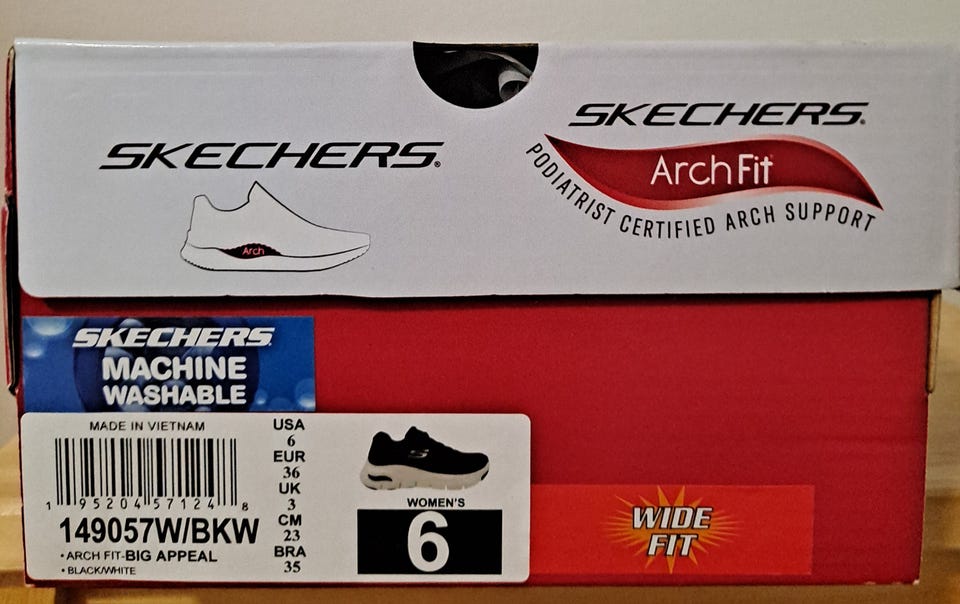 SKECHERS®
Arch
SKECHERS®
Arch Fit
PODIATRIST CERTIFIED ARCH SUPPORT
SKECHERS
MACHINE
WASHABLE
MADE IN VIETNAM
1 95204 57124 8
149057W/BKW
• ARCH FIT-BIG APPEAL
• BLACK/WHITE
USA
6
EUR
36
UK
3
CM
23
BRA
35
WOMEN'S
6
WIDE
FIT